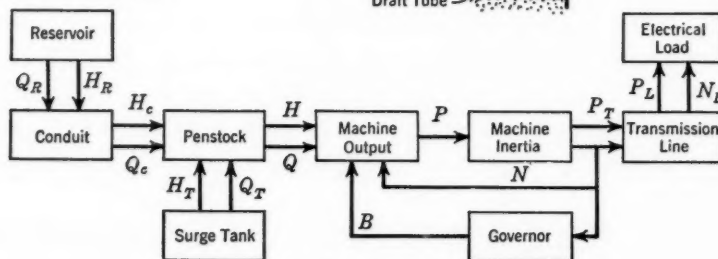 Draft Tube
Reservoir
Electrical
Load
Q_R
H_R
P_L
H_c
H
P
P_T
Conduit
Penstock
Machine
Output
Machine
Inertia
Transmission
Line
Q_c
Q
N
H_T
Q_T
B
Surge Tank
Governor